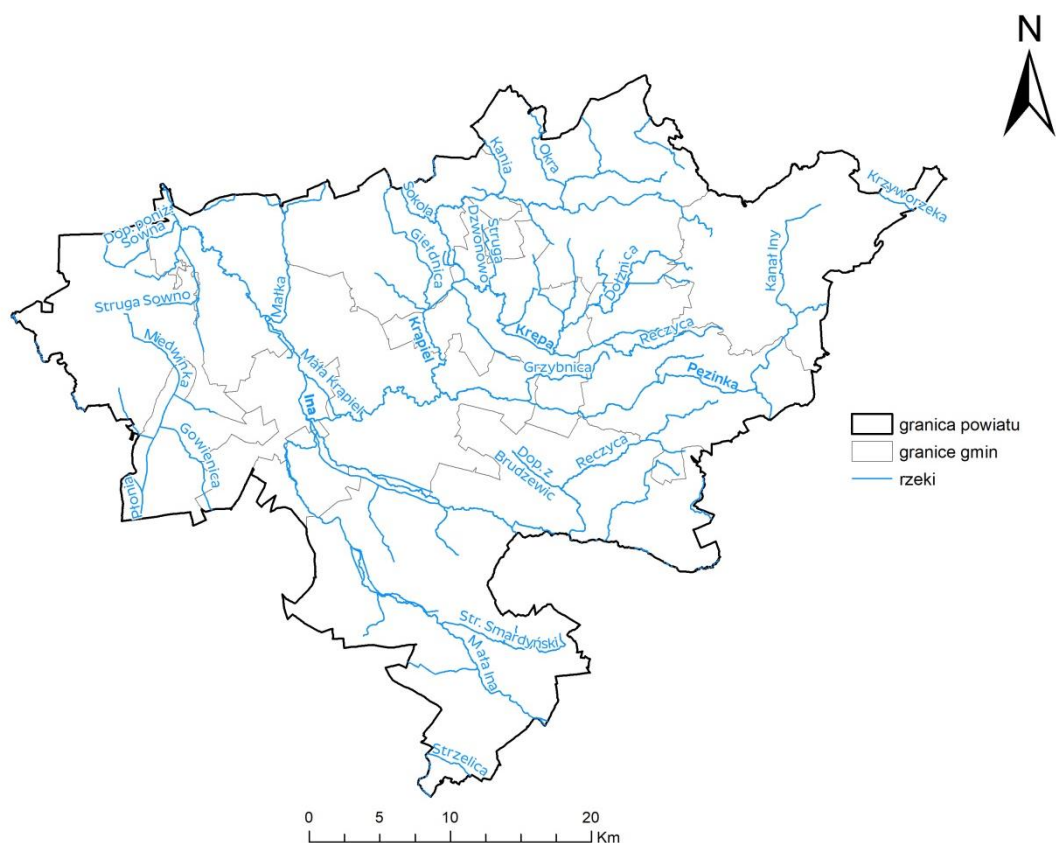 N
Kania
Okra
Krzyworzeka
Sokola
Dop. poniż.
Sowna
Struga
Dzwonowo
Giełdnica
Dołżnica
Kanał Iny
Struga Sowno
Małka
Krąpiel
Krępa
Reczyca
Miedwinka
Mała Krąpiel
Grzybnica
Pęzinka
Ina
granica powiatu
granice gmin
rzeki
Gowienica
Reczyca
Dop. z
Brudzewic
Płonia
Str. Smardyński
Mała Ina
Strzelica
0 5 10 20
Km